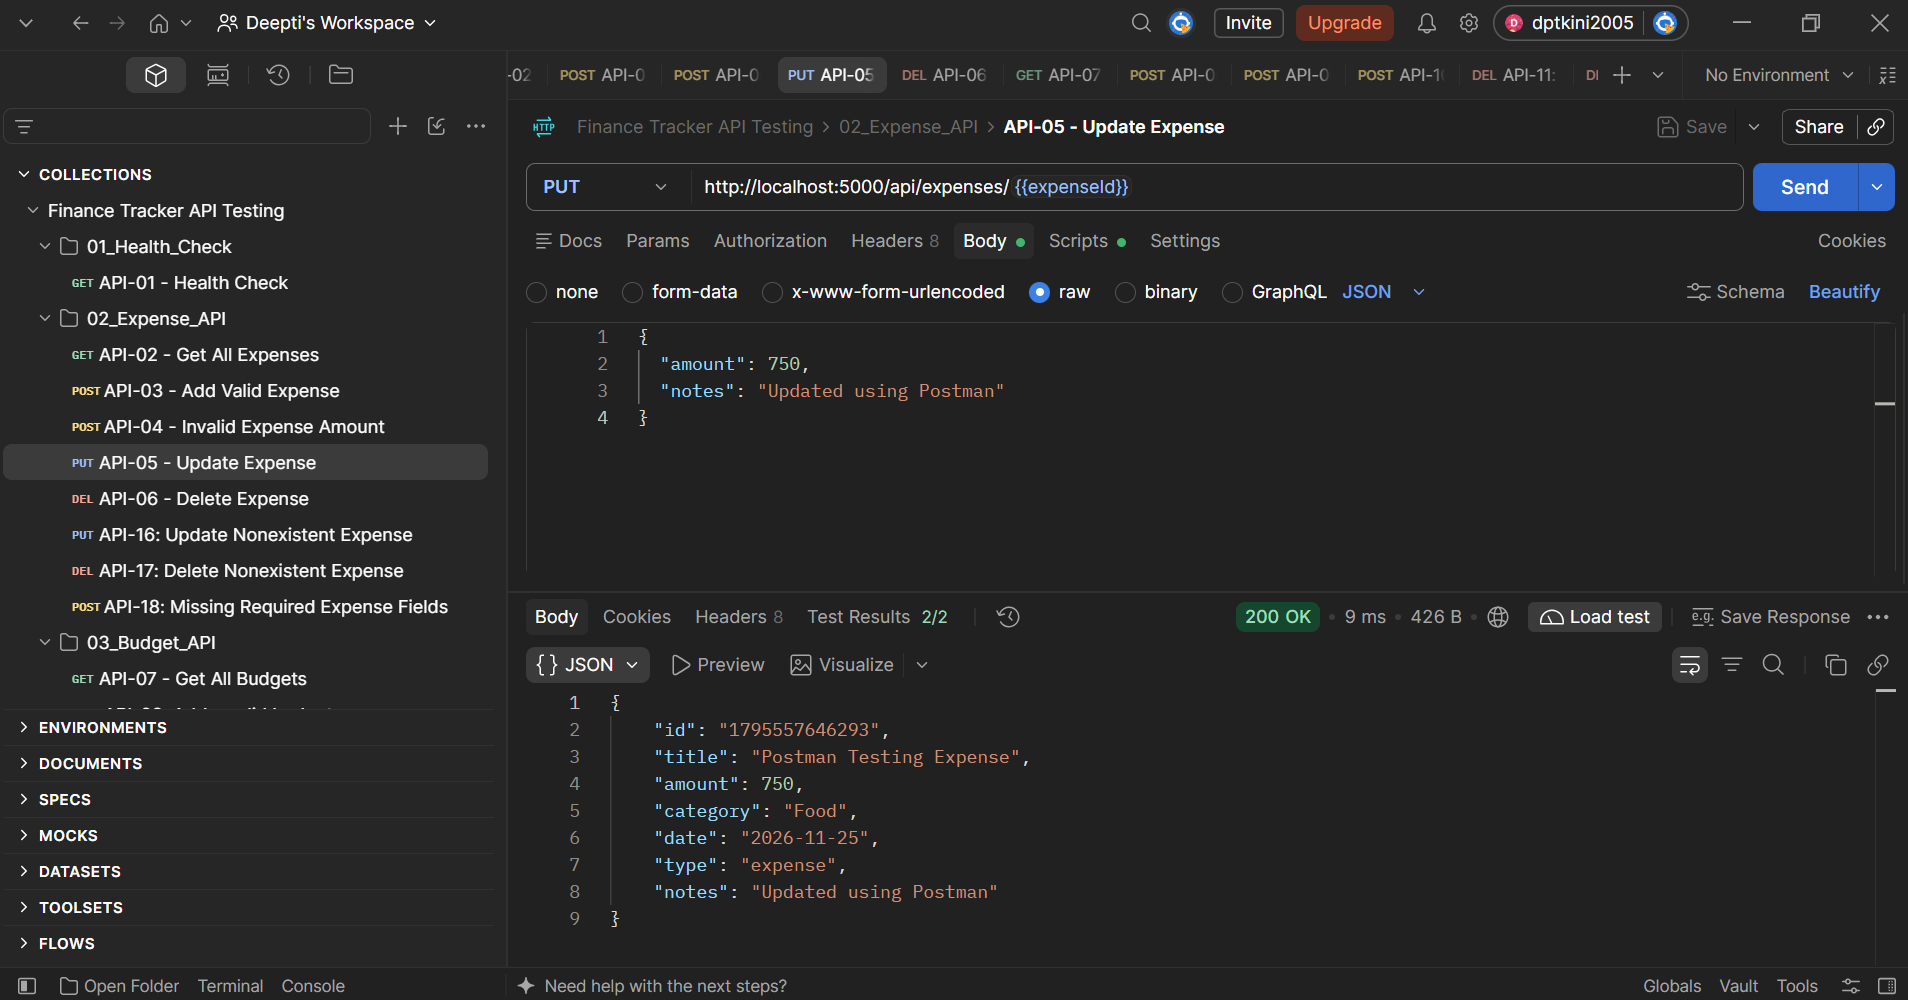 Deepti's Workspace
Invite
Upgrade
D dptkini2005
-02
POST API-0
POST API-0
PUT API-05
DEL API-06
GET API-07
POST API-0
POST API-0
POST API-1
DEL API-11:
No Environment
COLLECTIONS
Finance Tracker API Testing
01_Health_Check
GET API-01 - Health Check
02_Expense_API
GET API-02 - Get All Expenses
POST API-03 - Add Valid Expense
POST API-04 - Invalid Expense Amount
PUT API-05 - Update Expense
DEL API-06 - Delete Expense
PUT API-16: Update Nonexistent Expense
DEL API-17: Delete Nonexistent Expense
POST API-18: Missing Required Expense Fields
03_Budget_API
GET API-07 - Get All Budgets
ENVIRONMENTS
DOCUMENTS
SPECS
MOCKS
DATASETS
TOOLSETS
FLOWS
HTTP Finance Tracker API Testing > 02_Expense_API > API-05 - Update Expense
Save
Share
PUT http://localhost:5000/api/expenses/{{expenseId}}
Send
Docs Params Authorization Headers 8 Body Scripts Settings Cookies
none form-data x-www-form-urlencoded raw binary GraphQL JSON Schema Beautify
1 {
2 "amount": 750,
3 "notes": "Updated using Postman"
4 }
Body Cookies Headers 8 Test Results 2/2 200 OK • 9 ms • 426 B • Load test e.g. Save Response
{} JSON Preview Visualize
1 {
2 "id": "1795557646293",
3 "title": "Postman Testing Expense",
4 "amount": 750,
5 "category": "Food",
6 "date": "2026-11-25",
7 "type": "expense",
8 "notes": "Updated using Postman"
9 }
Open Folder Terminal Console Need help with the next steps? Globals Vault Tools